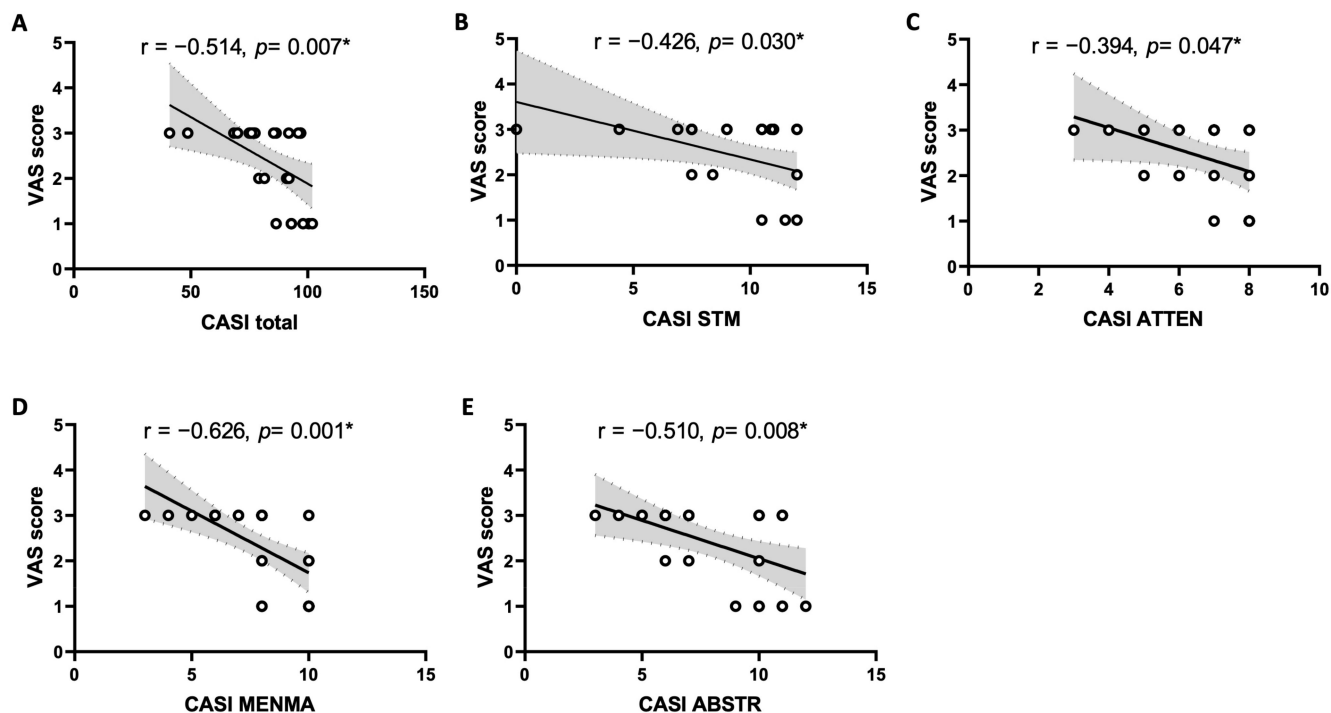 A
r = −0.514, p= 0.007*
VAS score
5
4
3
2
1
0
0
50
100
150
CASI total
B
r = −0.426, p= 0.030*
VAS score
5
4
3
2
1
0
0
5
10
15
CASI STM
C
r = −0.394, p= 0.047*
VAS score
5
4
3
2
1
0
0
2
4
6
8
10
CASI ATTEN
D
r = −0.626, p= 0.001*
VAS score
5
4
3
2
1
0
0
5
10
15
CASI MENMA
E
r = −0.510, p= 0.008*
VAS score
5
4
3
2
1
0
0
5
10
15
CASI ABSTR